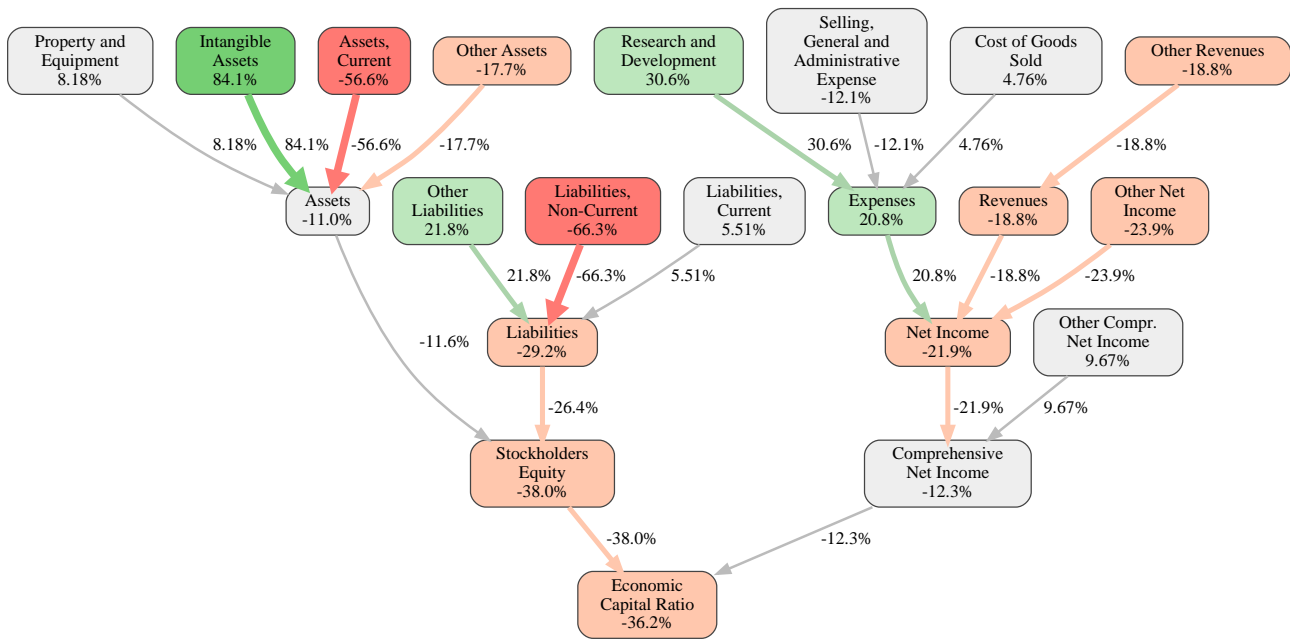 Property and
Equipment
8.18%
Intangible
Assets
84.1%
Assets,
Current
-56.6%
Other Assets
-17.7%
Research and
Development
30.6%
Selling,
General and
Administrative
Expense
-12.1%
Cost of Goods
Sold
4.76%
Other Revenues
-18.8%
8.18%
84.1%
-56.6%
-17.7%
30.6%
-12.1%
4.76%
-18.8%
Assets
-11.0%
Other
Liabilities
21.8%
Liabilities,
Non-Current
-66.3%
Liabilities,
Current
5.51%
Expenses
20.8%
Revenues
-18.8%
Other Net
Income
-23.9%
21.8%
-66.3%
5.51%
20.8%
-18.8%
-23.9%
-11.6%
Liabilities
-29.2%
Net Income
-21.9%
Other Compr.
Net Income
9.67%
-26.4%
-21.9%
9.67%
Stockholders
Equity
-38.0%
Comprehensive
Net Income
-12.3%
-38.0%
-12.3%
Economic
Capital Ratio
-36.2%